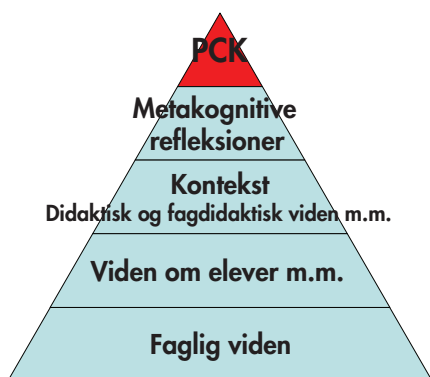 PCK
Metakognitive
refleksioner
Kontekst
Didaktisk og fagdidaktisk viden m.m.
Viden om elever m.m.
Faglig viden